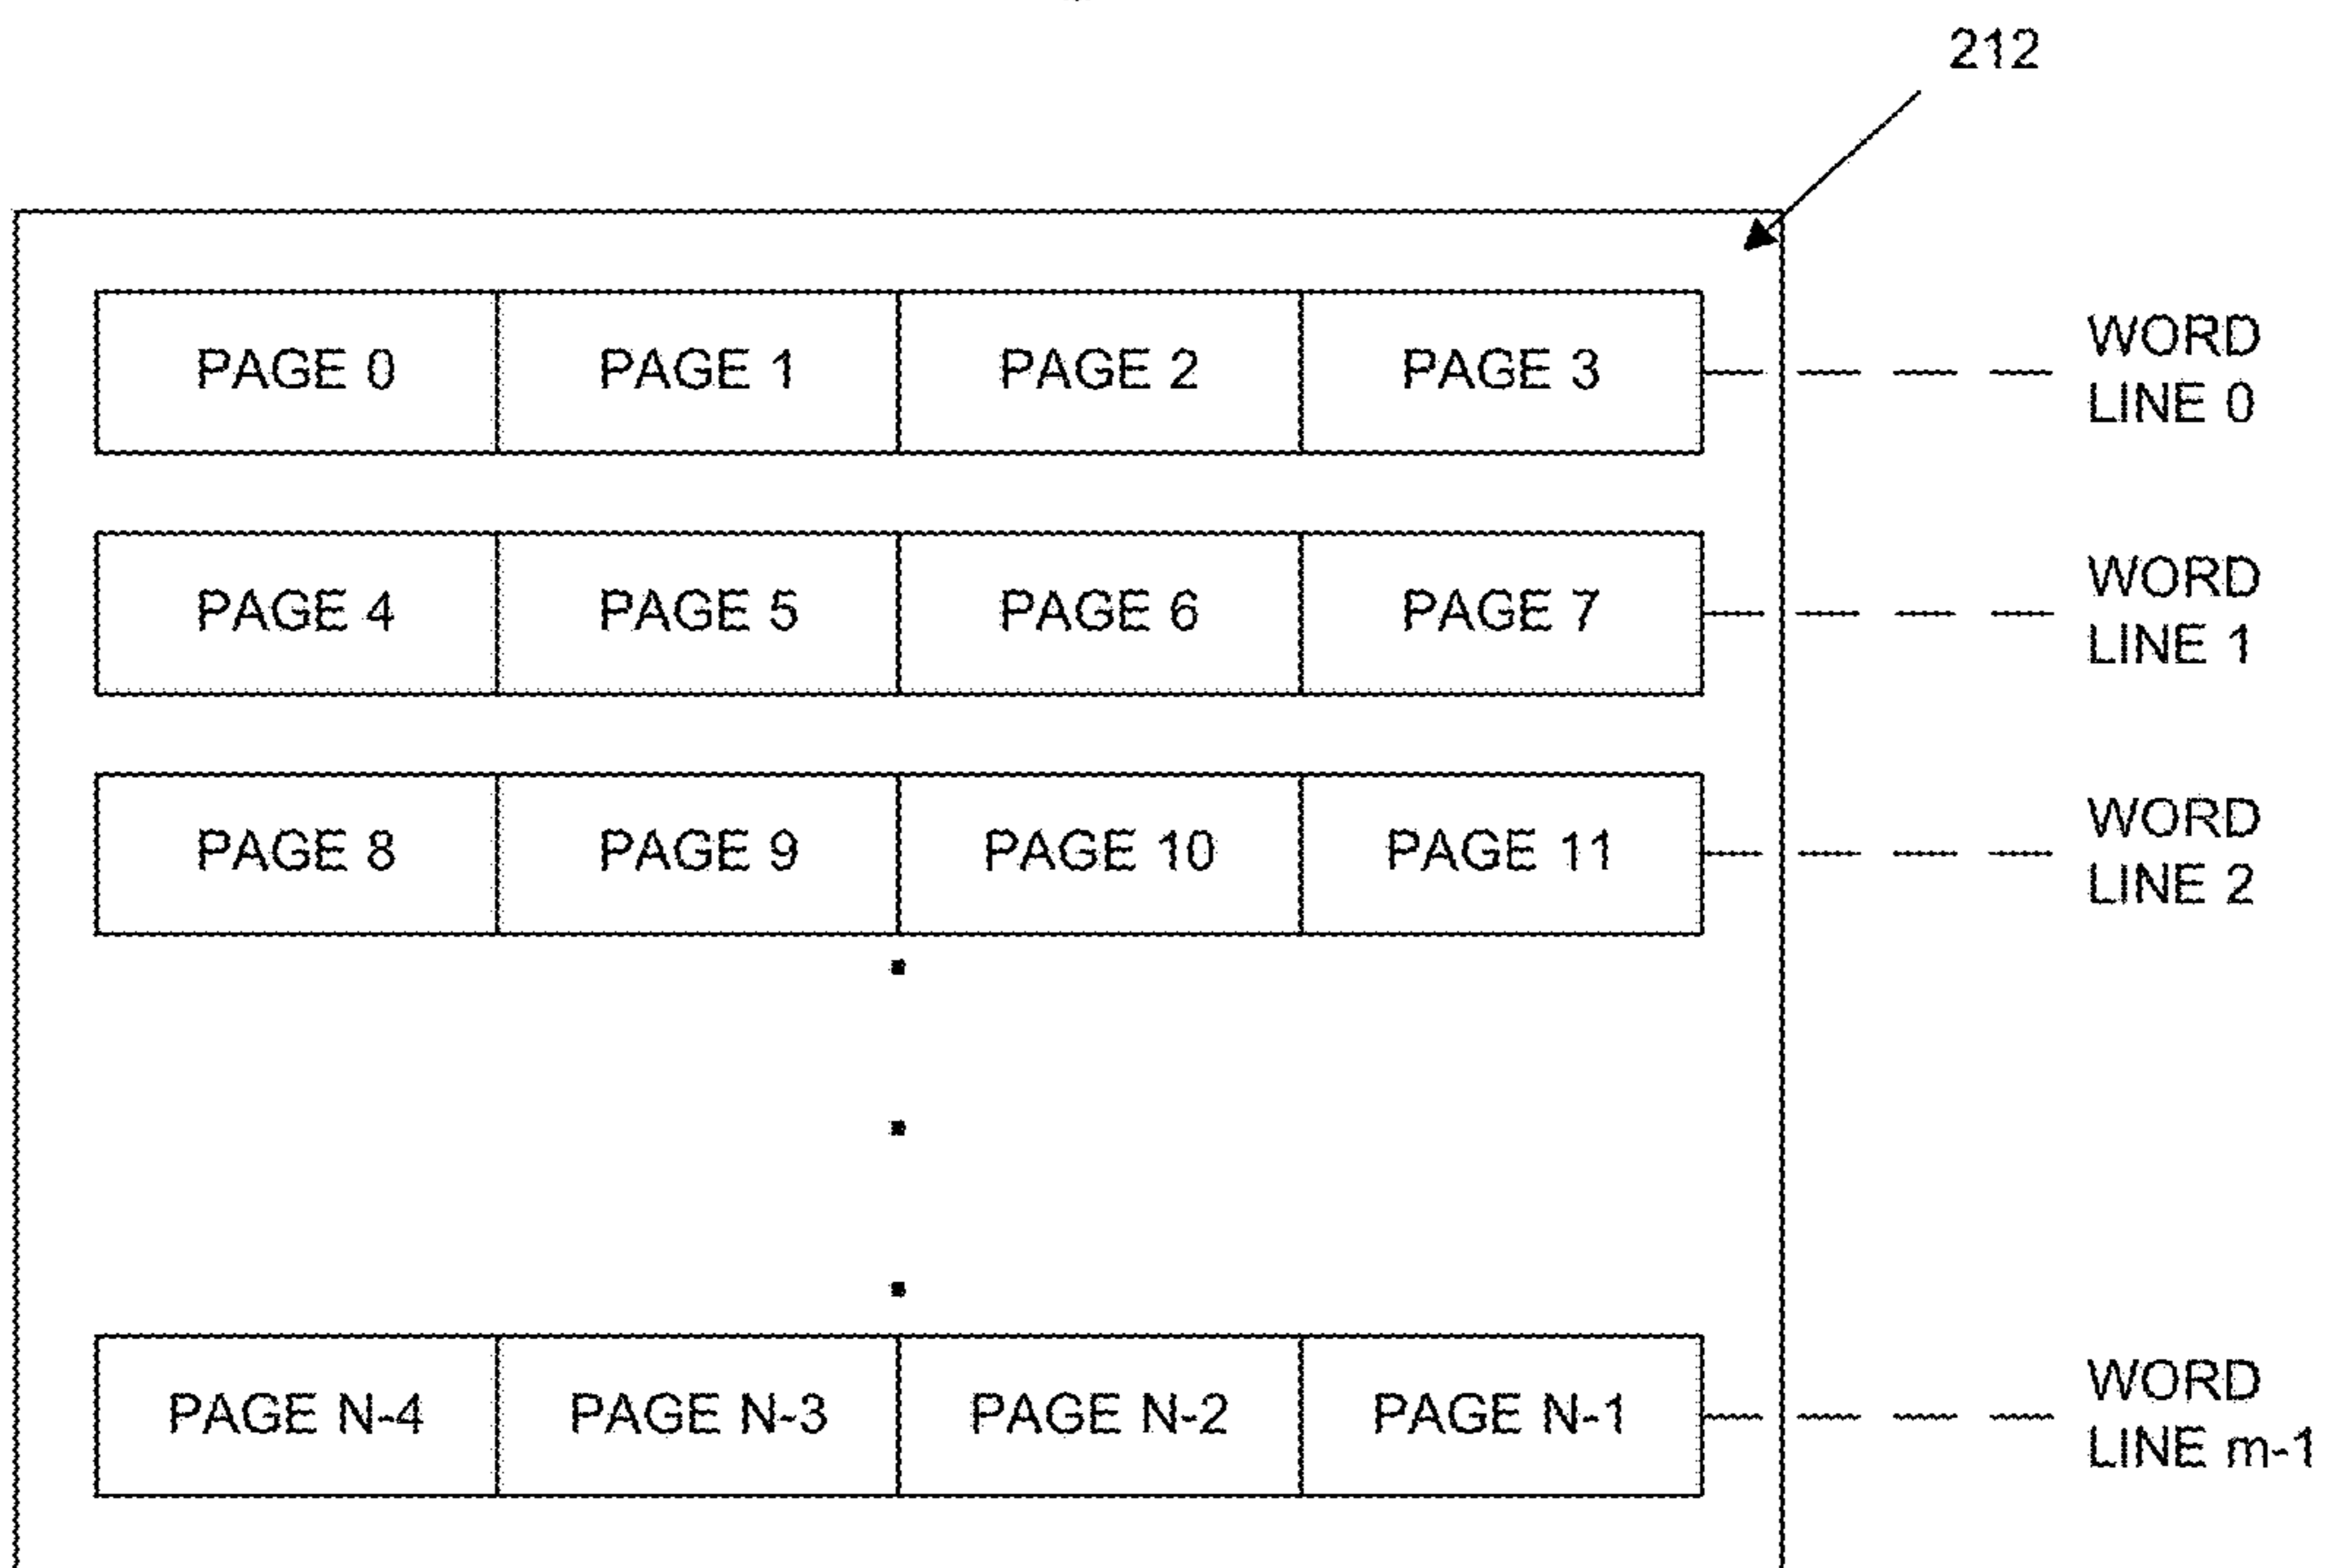 212
PAGE 0 PAGE 1 PAGE 2 PAGE 3 WORD
LINE 0
PAGE 4 PAGE 5 PAGE 6 PAGE 7 WORD
LINE 1
PAGE 8 PAGE 9 PAGE 10 PAGE 11 WORD
LINE 2
PAGE N-4 PAGE N-3 PAGE N-2 PAGE N-1 WORD
LINE m-1